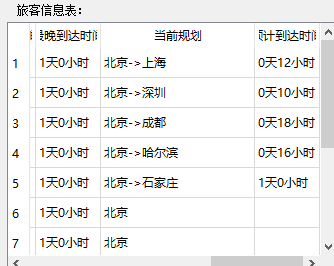 旅客信息表:
最晚到达时间 当前规划 预计到达时间
1 1天0小时 北京->上海 0天12小时
2 1天0小时 北京->深圳 0天10小时
3 1天0小时 北京->成都 0天18小时
4 1天0小时 北京->哈尔滨 0天16小时
5 1天0小时 北京->石家庄 1天0小时
6 1天0小时 北京
7 1天0小时 北京